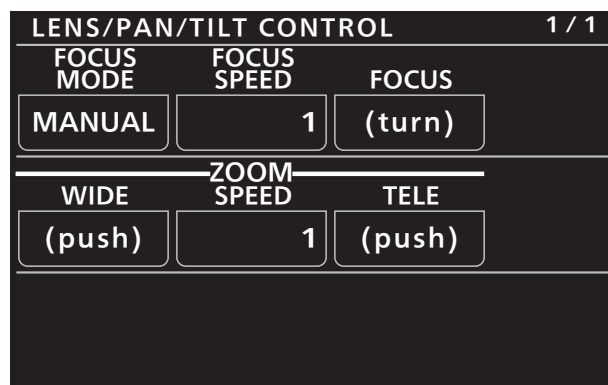 LENS/PAN/TILT CONTROL 1/1
FOCUS MODE FOCUS SPEED FOCUS
MANUAL 1 (turn)
ZOOM
WIDE SPEED TELE
(push) 1 (push)